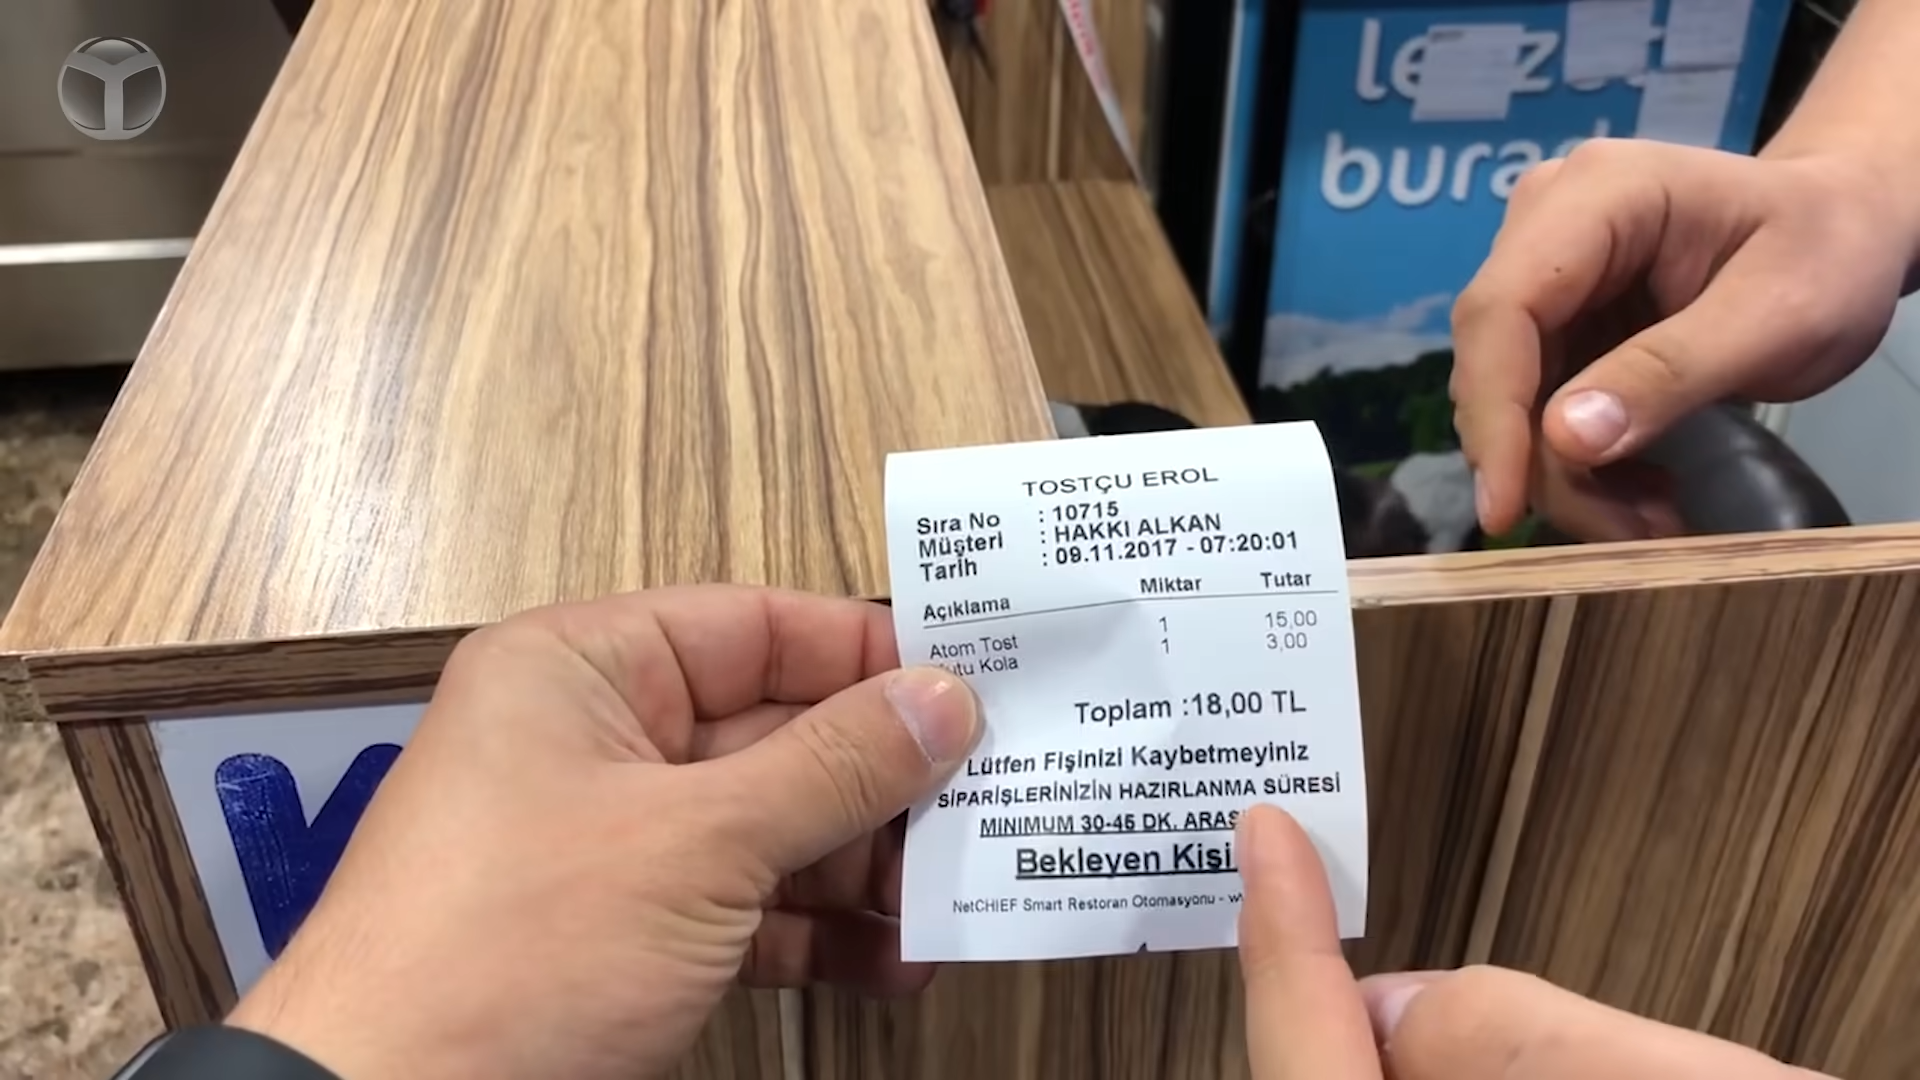 burada
TOSTÇU EROL
Sıra No : 10715
Müşteri : HAKKI ALKAN
Tarih : 09.11.2017 - 07:20:01
Açıklama Miktar Tutar
Atom Tost 1 15,00
Kola 1 3,00
Toplam :18,00 TL
Lütfen Fişinizi Kaybetmeyiniz
SİPARİŞLERİNİZİN HAZIRLANMA SÜRESİ
MINIMUM 30-45 DK.
Bekleyen Kişi
NetCHIEF Smart Restoran Otomasyonu -